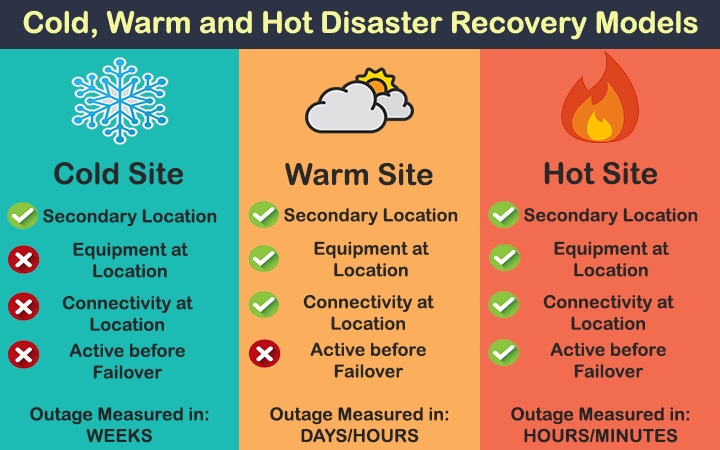 Cold, Warm and Hot Disaster Recovery Models
Cold Site
Secondary Location
Equipment at
Location
Connectivity at
Location
Active before
Failover
Outage Measured in:
WEEKS
Warm Site
Secondary Location
Equipment at
Location
Connectivity at
Location
Active before
Failover
Outage Measured in:
DAYS/HOURS
Hot Site
Secondary Location
Equipment at
Location
Connectivity at
Location
Active before
Failover
Outage Measured in:
HOURS/MINUTES